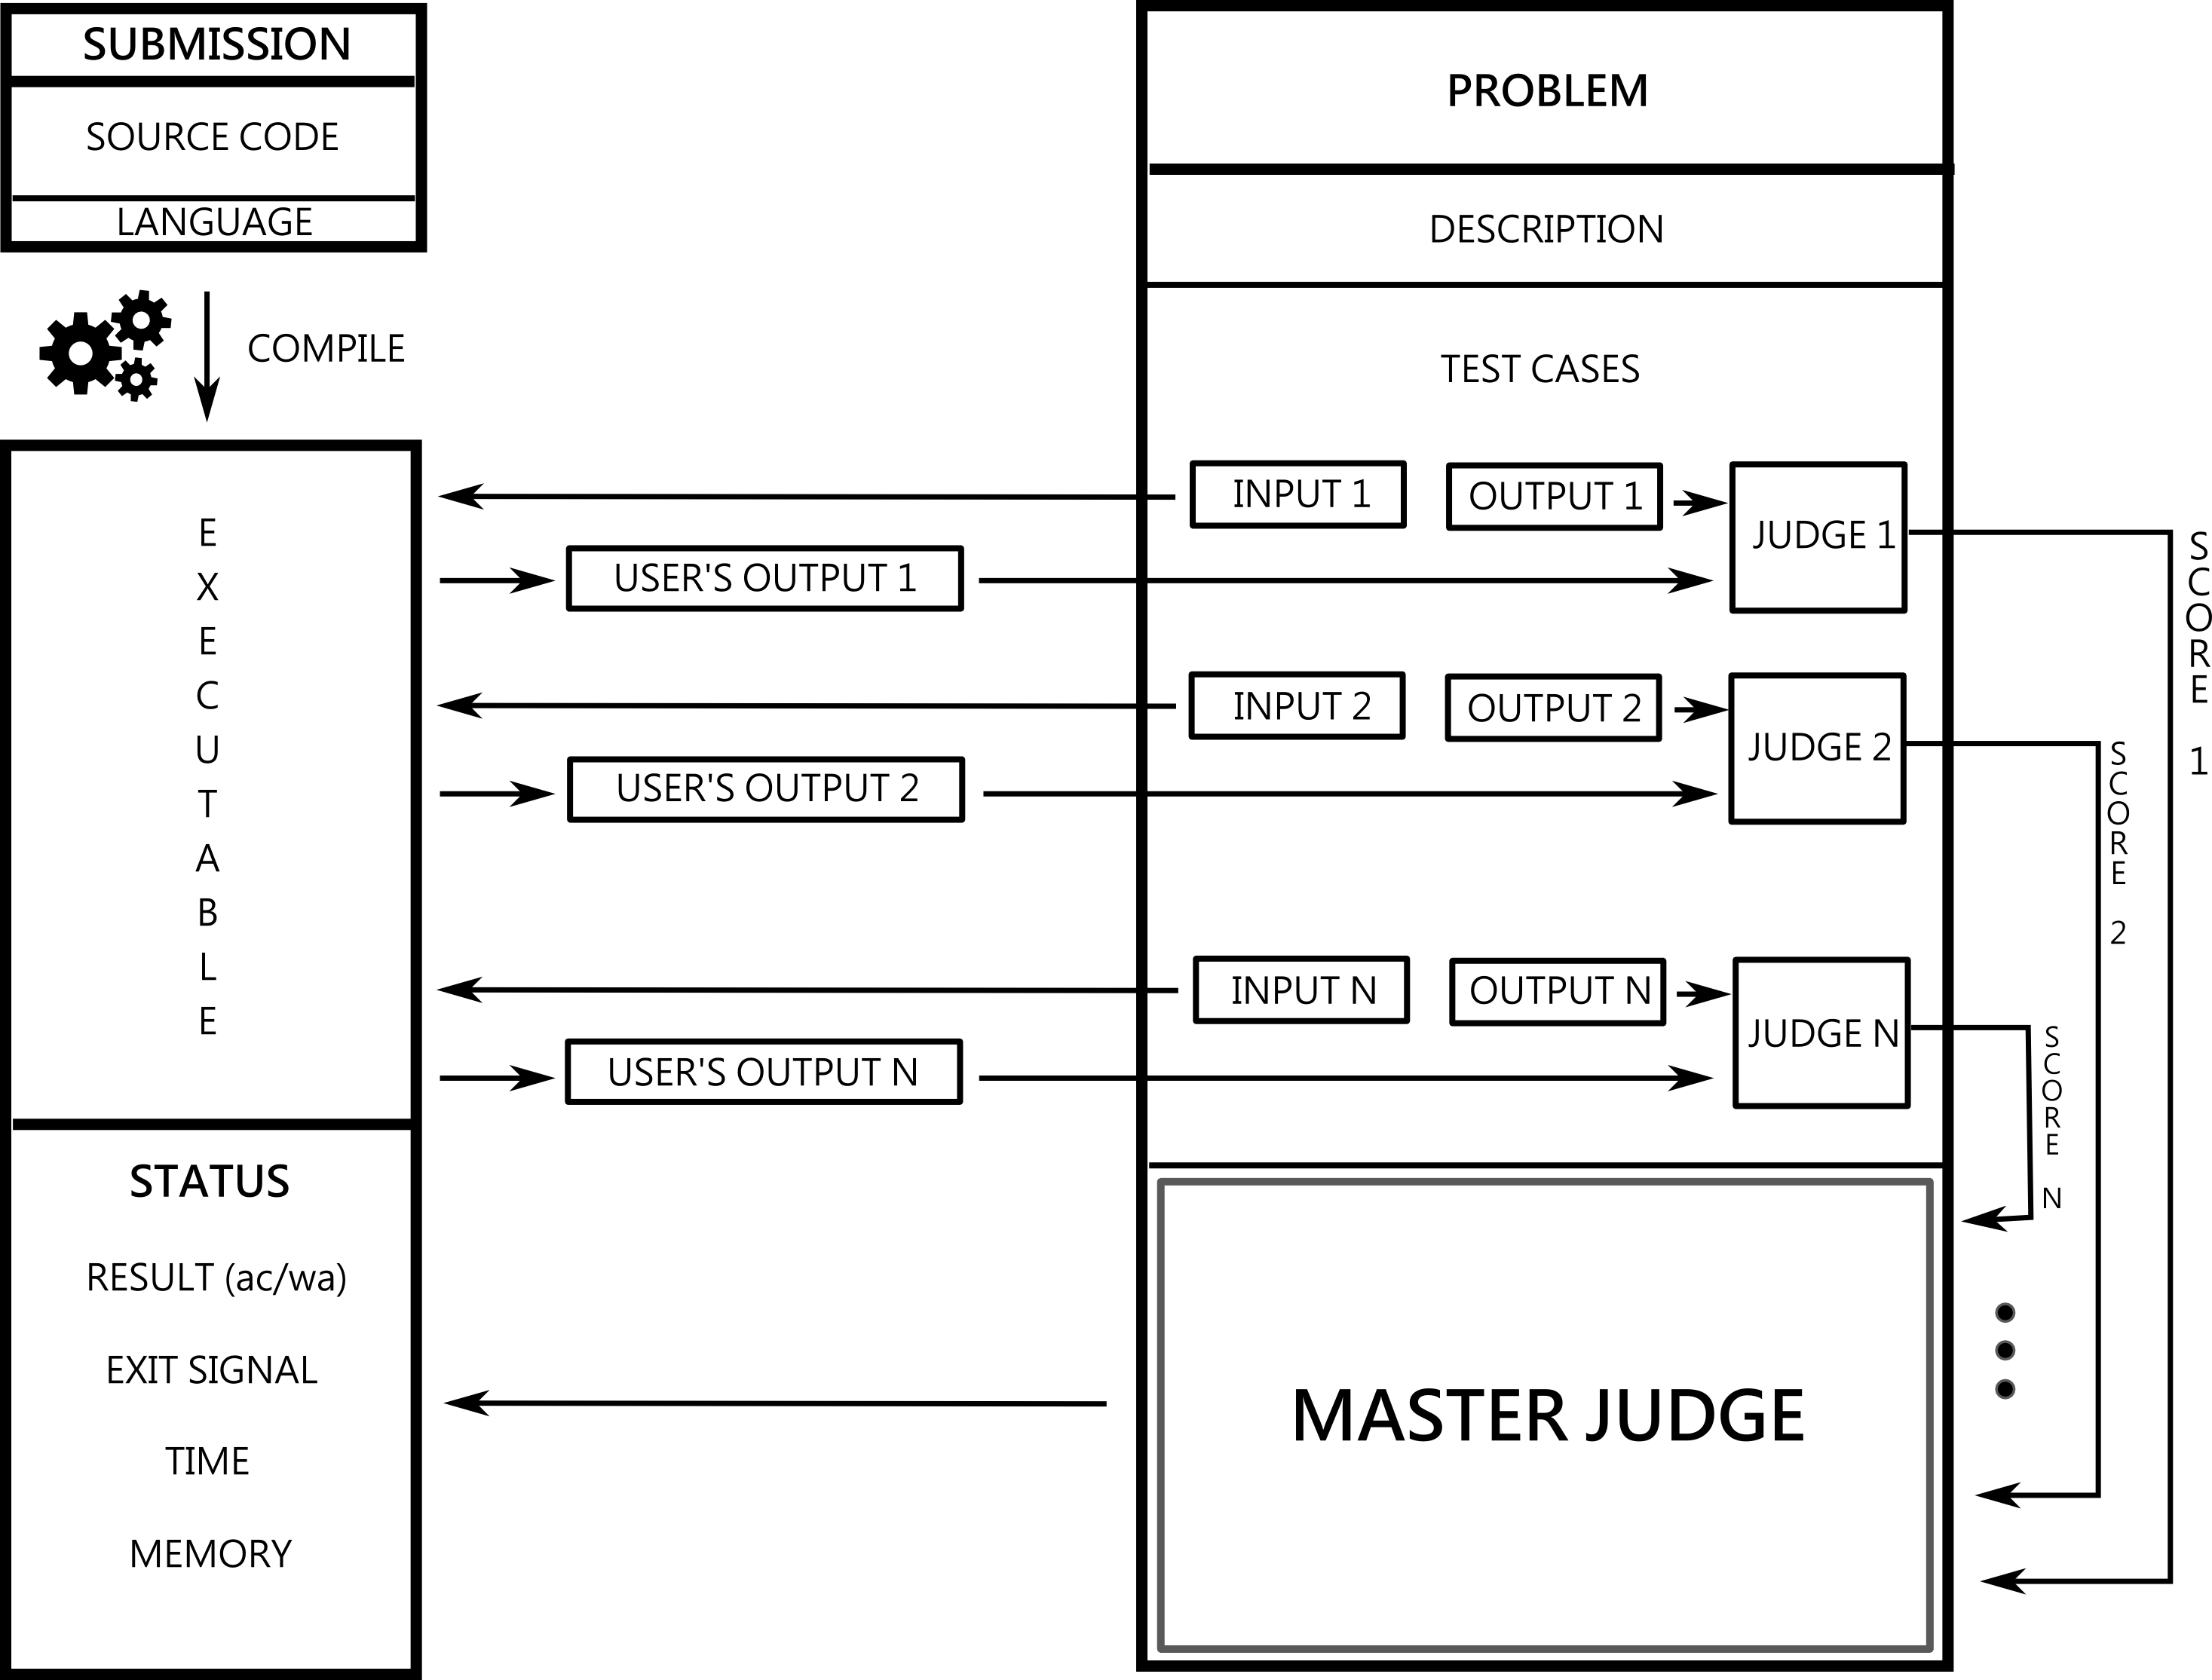 SUBMISSION
SOURCE CODE
LANGUAGE
COMPILE
EXECUTABLE
STATUS
RESULT (ac/wa)
EXIT SIGNAL
TIME
MEMORY
USER'S OUTPUT 1
USER'S OUTPUT 2
USER'S OUTPUT N
PROBLEM
DESCRIPTION
TEST CASES
INPUT 1
OUTPUT 1
JUDGE 1
INPUT 2
OUTPUT 2
JUDGE 2
INPUT N
OUTPUT N
JUDGE N
MASTER JUDGE
SCORE N
SCORE 2
SCORE 1